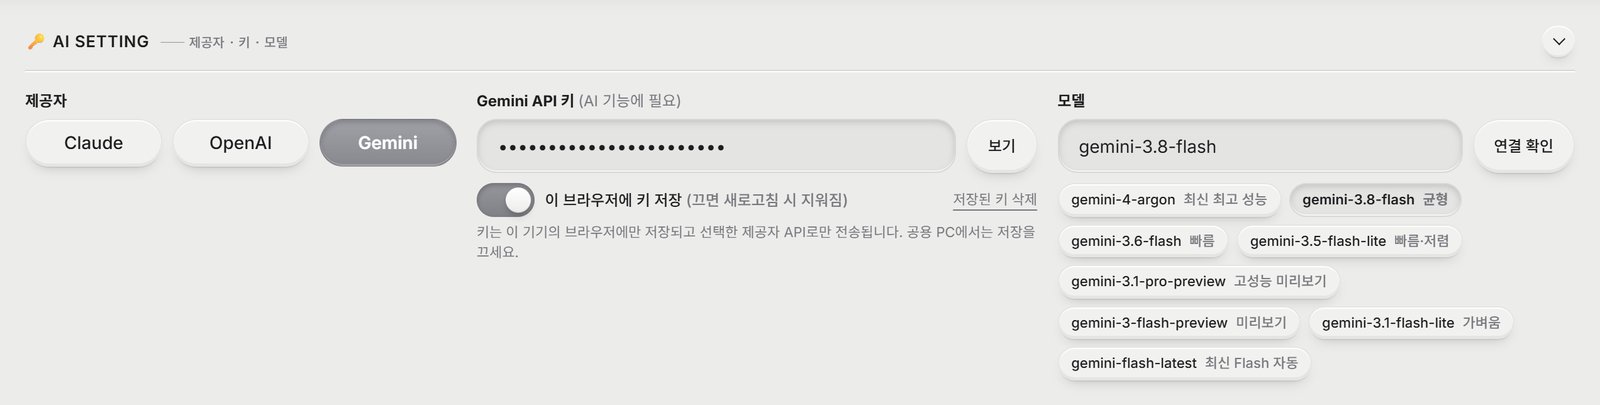 🔑 AI SETTING —— 제공자 · 키 · 모델
제공자
Claude OpenAI Gemini
Gemini API 키 (AI 기능에 필요)
•••••••••••••••••••••••
보기
이 브라우저에 키 저장 (끄면 새로고침 시 지워짐)
저장된 키 삭제
키는 이 기기의 브라우저에만 저장되고 선택한 제공자 API로만 전송됩니다. 공용 PC에서는 저장을
끄세요.
모델
gemini-3.8-flash
연결 확인
gemini-4-argon 최신 최고 성능
gemini-3.8-flash 균형
gemini-3.6-flash 빠름
gemini-3.5-flash-lite 빠름·저렴
gemini-3.1-pro-preview 고성능 미리보기
gemini-3-flash-preview 미리보기
gemini-3.1-flash-lite 가벼움
gemini-flash-latest 최신 Flash 자동